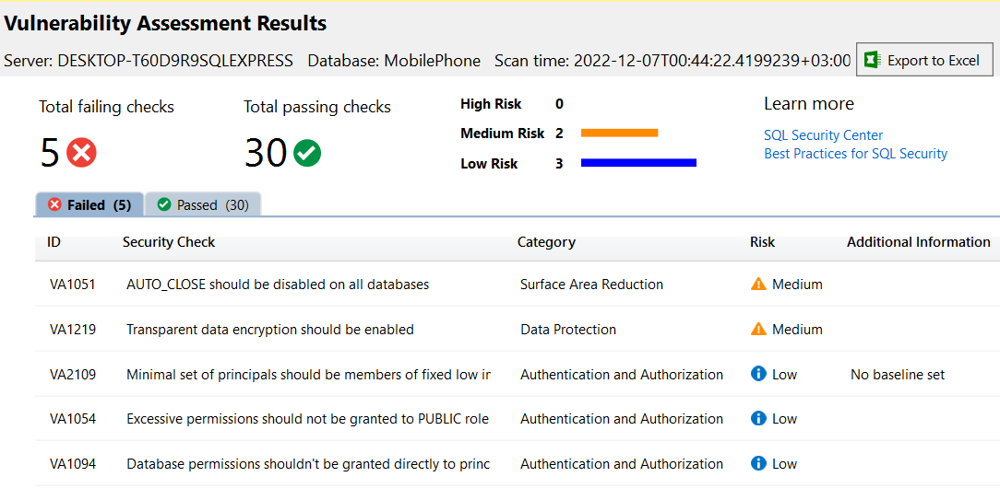 Vulnerability Assessment Results
Server: DESKTOP-T60D9R9SQLEXPRESS Database: MobilePhone Scan time: 2022-12-07T00:44:22.4199239+03:00 Export to Excel
Total failing checks
5
Total passing checks
30
High Risk 0
Medium Risk 2
Low Risk 3
Learn more
SQL Security Center
Best Practices for SQL Security
Failed (5) Passed (30)
ID Security Check Category Risk Additional Information
VA1051 AUTO_CLOSE should be disabled on all databases Surface Area Reduction Medium
VA1219 Transparent data encryption should be enabled Data Protection Medium
VA2109 Minimal set of principals should be members of fixed low Authentication and Authorization Low No baseline set
VA1054 Excessive permissions should not be granted to PUBLIC role Authentication and Authorization Low
VA1094 Database permissions shouldn't be granted directly to princ Authentication and Authorization Low